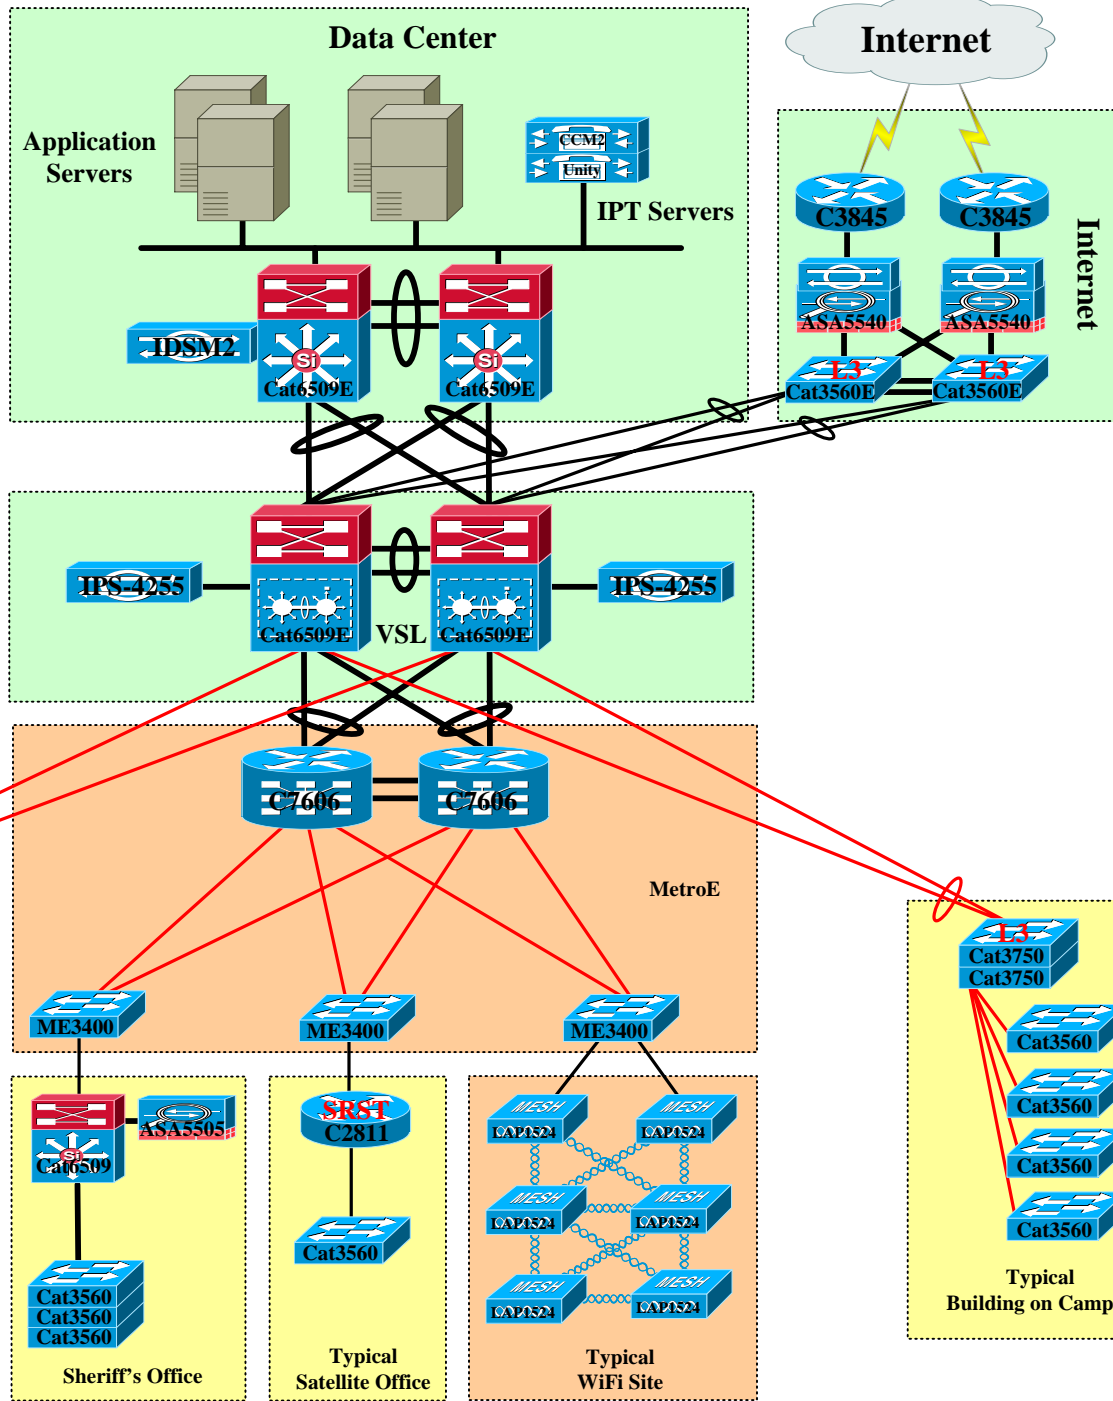 Data Center
Internet
Application
Servers
CCM2
Unity
IPT Servers
C3845
C3845
Internet
ASA5540
ASA5540
IDSM2
Si
Si
Cat6509E
Cat6509E
L3
L3
Cat3560E
Cat3560E
IPS-4255
IPS-4255
Cat6509E
VSL
Cat6509E
C7606
C7606
MetroE
L3
Cat3750
Cat3750
ME3400
ME3400
ME3400
Cat3560
Cat3560
Cat3560
Cat3560
ASA5505
Si
Cat6509
SRST
C2811
MESH
LAP1524
MESH
LAP1524
MESH
LAP1524
MESH
LAP1524
MESH
LAP1524
MESH
LAP1524
Cat3560
Cat3560
Cat3560
Cat3560
Sheriff's Office
Typical
Satellite Office
Typical
WiFi Site
Typical
Building on Camp